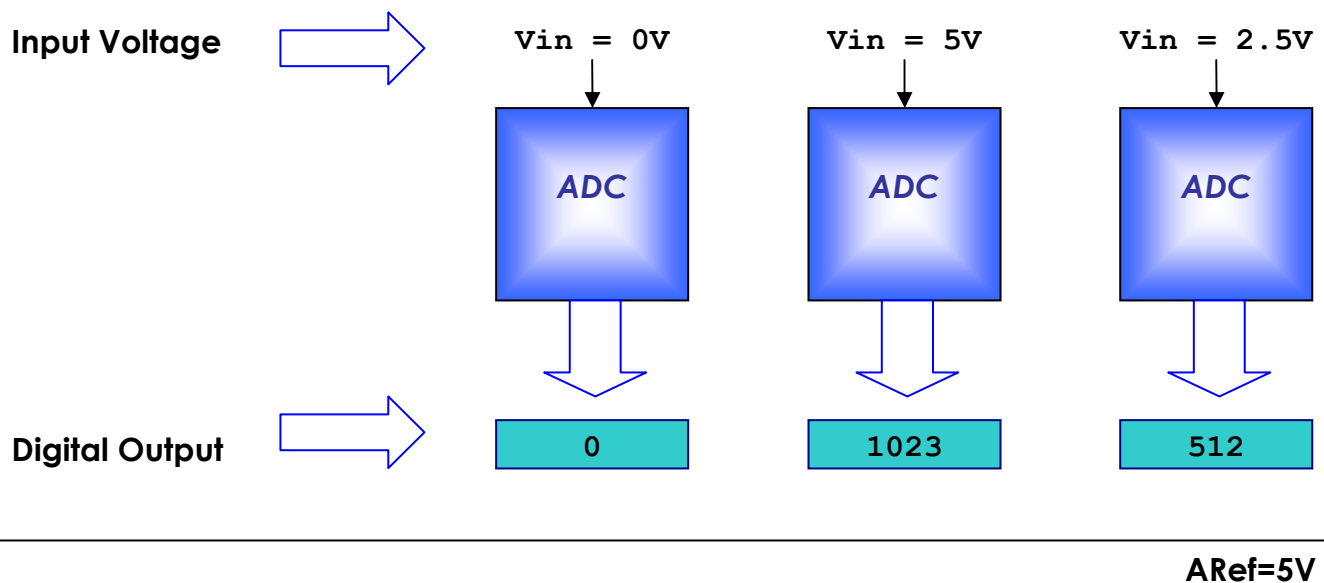 Input Voltage
Vin = 0V
Vin = 5V
Vin = 2.5V
ADC
ADC
ADC
Digital Output
0
1023
512
ARef=5V